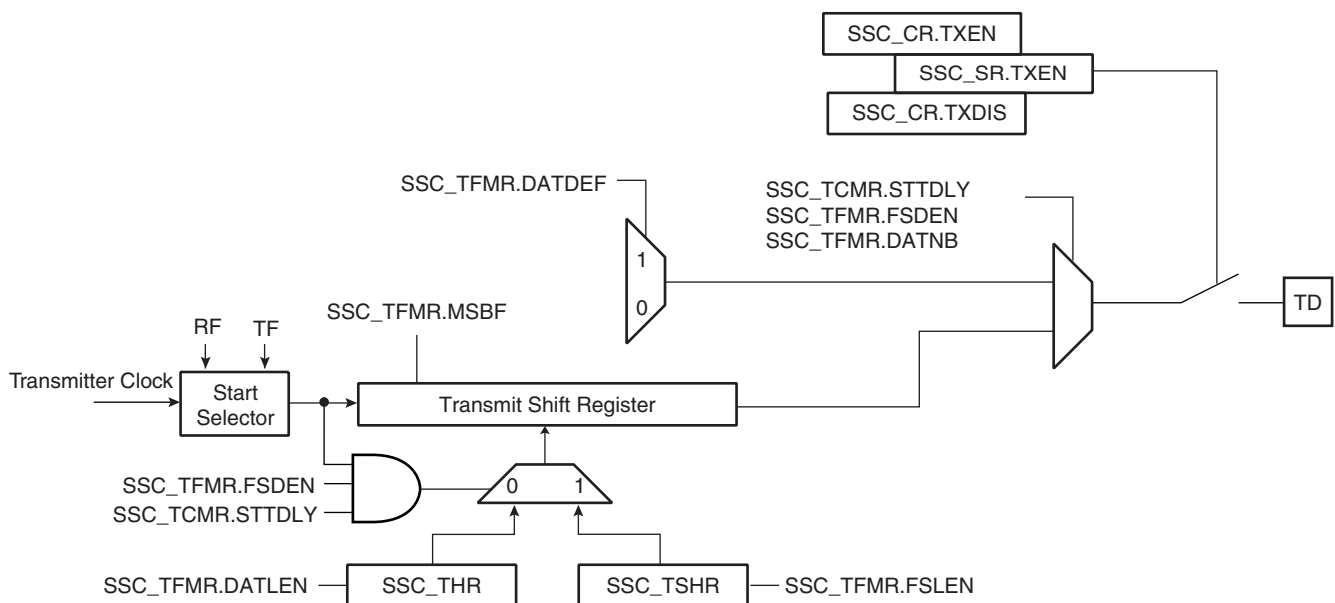 SSC_CR.TXEN
SSC_SR.TXEN
SSC_CR.TXDIS
SSC_TFMR.DATDEF
SSC_TCMR.STTDLY
SSC_TFMR.FSDEN
SSC_TFMR.DATNB
1
0
TD
SSC_TFMR.MSBF
RF
TF
Transmitter Clock
Start
Selector
Transmit Shift Register
SSC_TFMR.FSDEN
SSC_TCMR.STTDLY
0
1
SSC_TFMR.DATLEN
SSC_THR
SSC_TSHR
SSC_TFMR.FSLEN